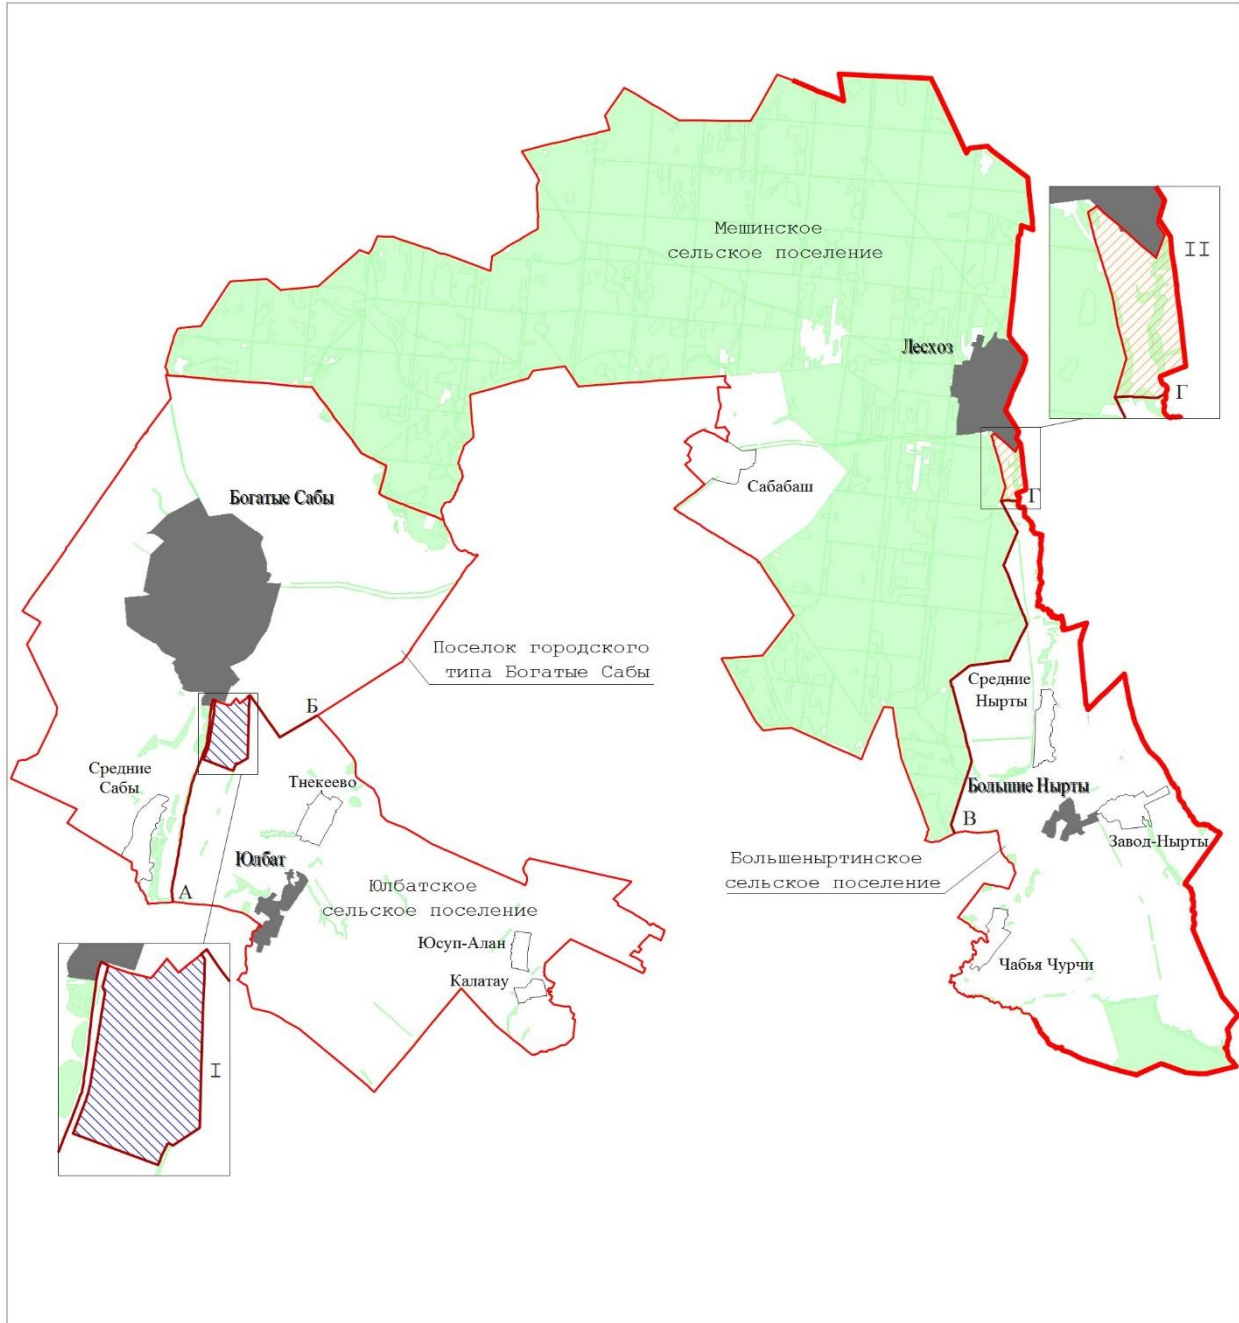 Мешинское
сельское поселение
II
Лесхоз
Г
Сабабаш
Г
Богатые Сабы
Поселок городского
типа Богатые Сабы
Средние
Нырты
Б
Средние
Сабы
Тнекеево
Большие Нырты
В
Завод-Нырты
Юлбат
Большеныртинское
сельское поселение
А
Юлбатское
сельское поселение
Юсуп-Алан
Калатау
Чабья Чурчи
I